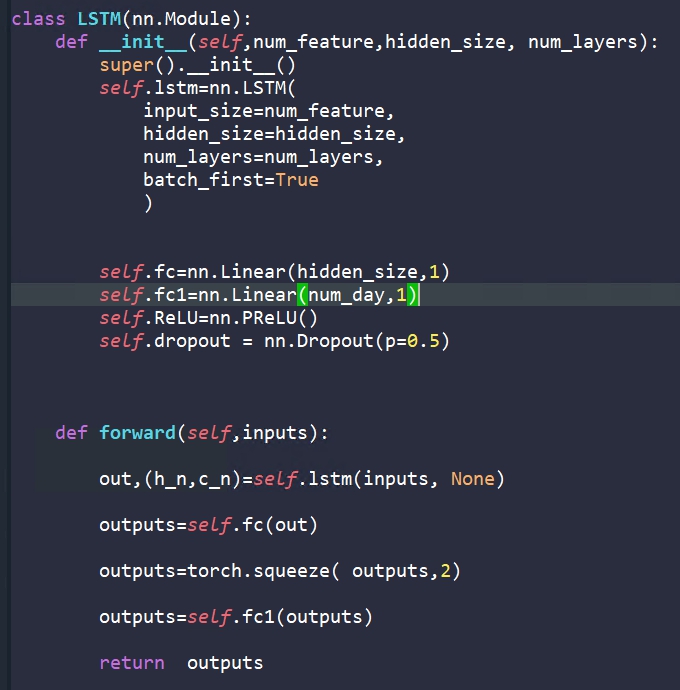 class LSTM(nn.Module):
    def __init__(self,num_feature,hidden_size, num_layers):
        super().__init__()
        self.lstm=nn.LSTM(
            input_size=num_feature,
            hidden_size=hidden_size,
            num_layers=num_layers,
            batch_first=True
            )
        self.fc=nn.Linear(hidden_size,1)
        self.fc1=nn.Linear(num_day,1)
        self.ReLU=nn.PReLU()
        self.dropout = nn.Dropout(p=0.5)
    def forward(self,inputs):
        out,(h_n,c_n)=self.lstm(inputs, None)
        outputs=self.fc(out)
        outputs=torch.squeeze( outputs,2)
        outputs=self.fc1(outputs)
        return  outputs